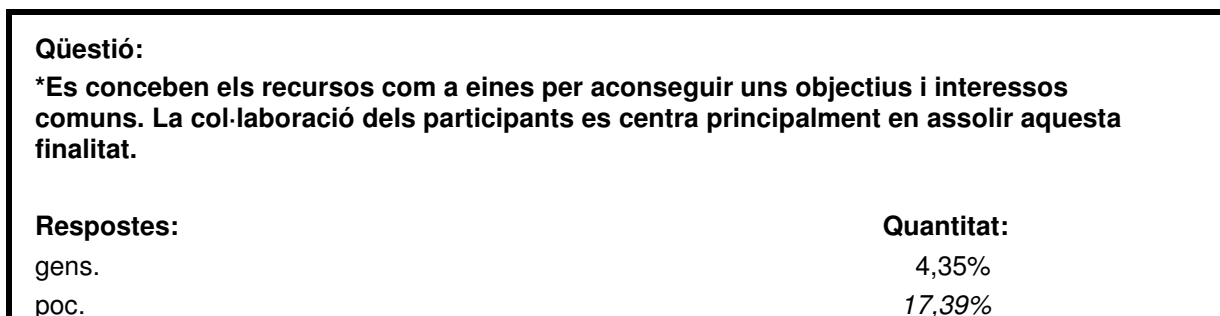 Qüestió:
*Es conceben els recursos com a eines per aconseguir uns objectius i interessos
comuns. La col·laboració dels participants es centra principalment en assolir aquesta
finalitat.
Respostes: Quantitat:
gens. 4,35%
poc. 17,39%